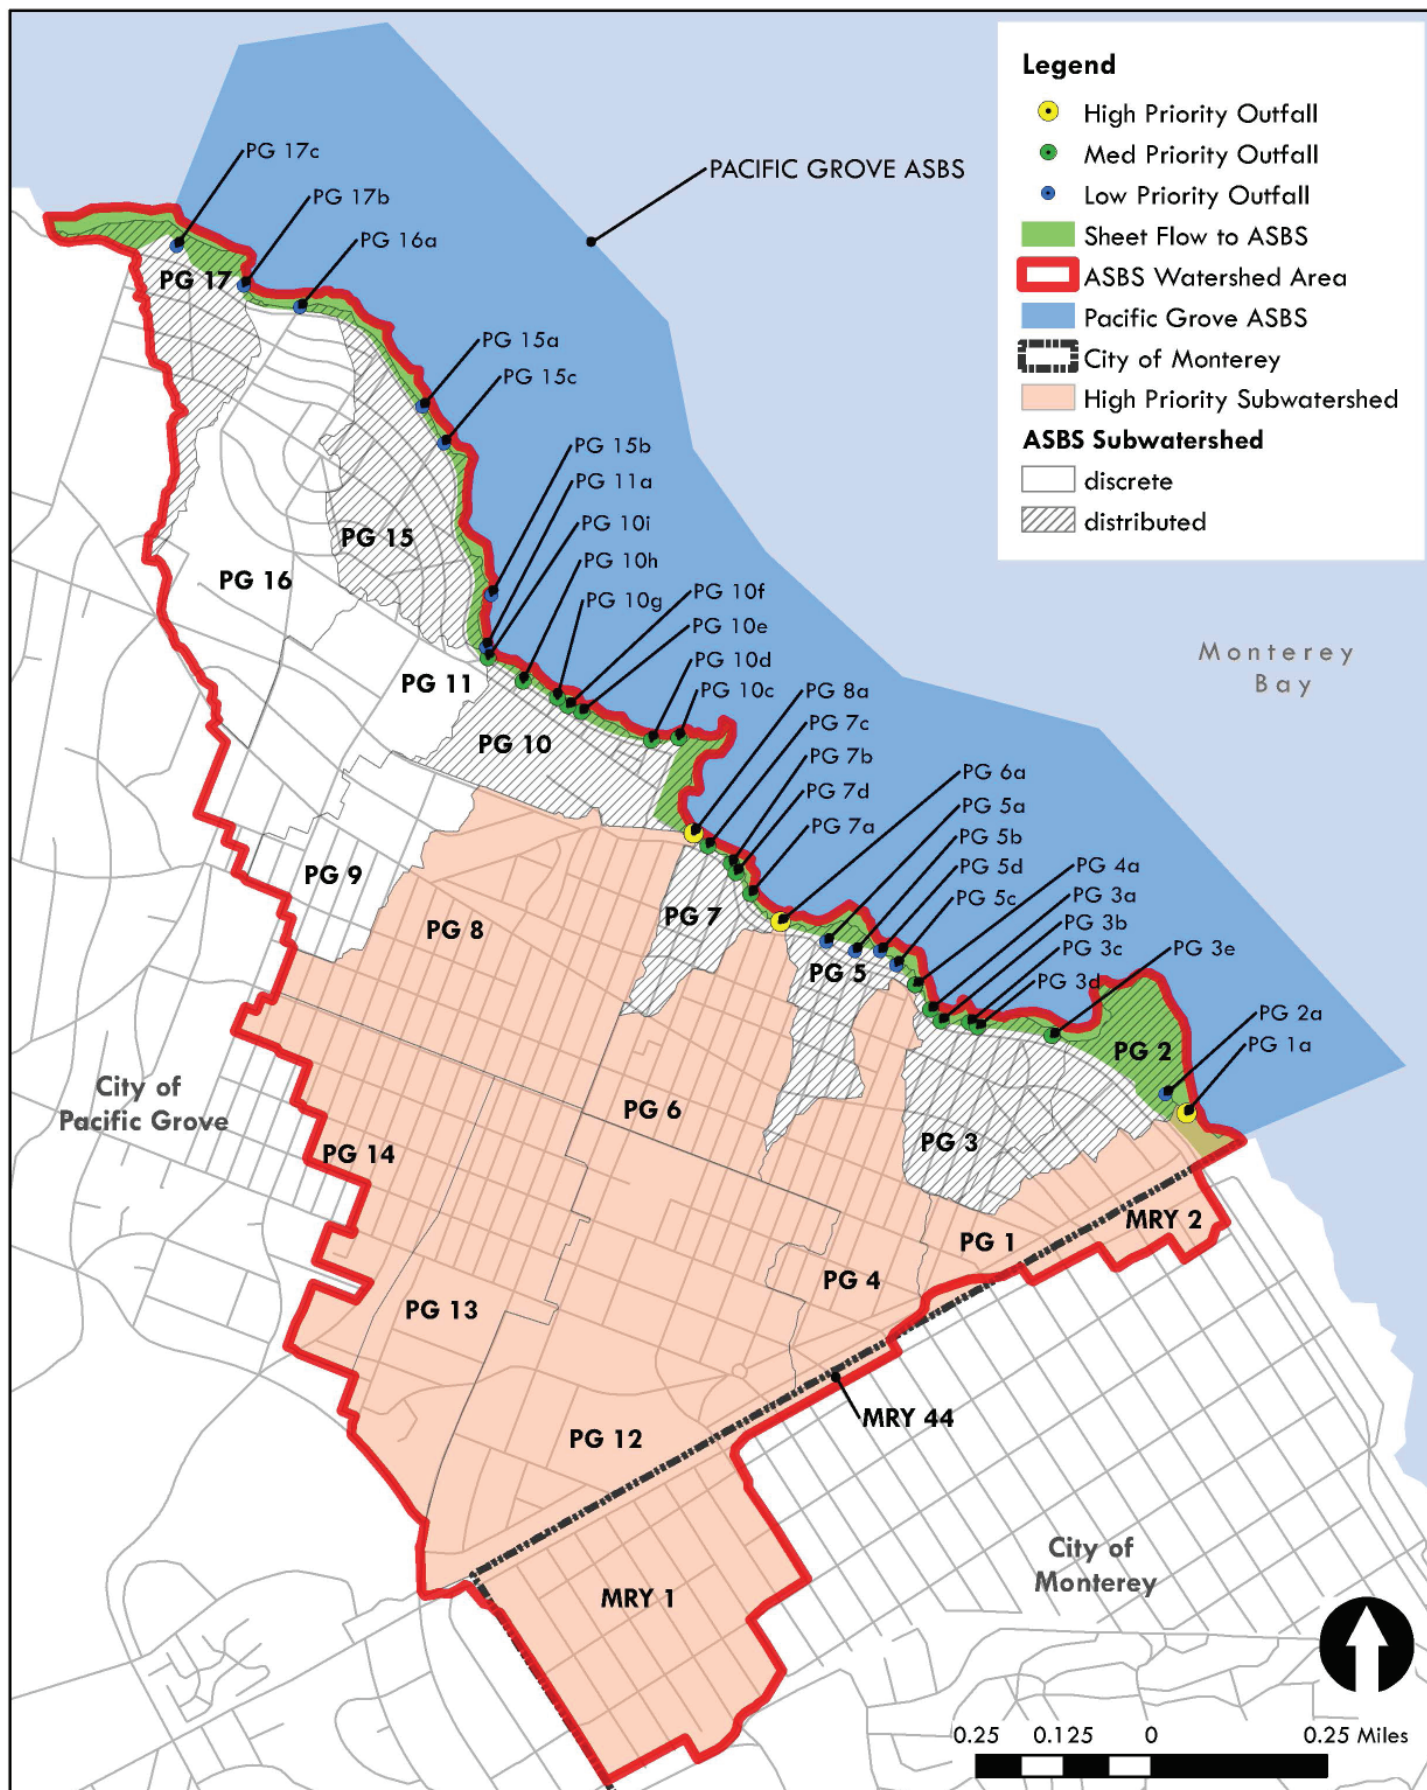 Legend
High Priority Outfall
Med Priority Outfall
Low Priority Outfall
Sheet Flow to ASBS
ASBS Watershed Area
Pacific Grove ASBS
City of Monterey
High Priority Subwatershed
ASBS Subwatershed
discrete
distributed
PG 17c
PACIFIC GROVE ASBS
PG 17b
PG 16a
PG 17
PG 15a
PG 15c
PG 15b
PG 11a
PG 10i
PG 15
PG 10h
PG 16
PG 10f
PG 10g
PG 10e
Monterey
Bay
PG 10d
PG 11
PG 10c
PG 8a
PG 7c
PG 10
PG 7b
PG 6a
PG 7d
PG 5a
PG 7a
PG 5b
PG 5d
PG 4a
PG 9
PG 5c
PG 3a
PG 7
PG 3b
PG 8
PG 3c
PG 3e
PG 5
PG 3d
PG 2a
PG 1a
PG 2
City of
Pacific Grove
PG 6
PG 3
PG 14
MRY 2
PG 1
PG 4
PG 13
MRY 44
PG 12
City of
Monterey
MRY 1
0.25
0.125
0
0.25 Miles